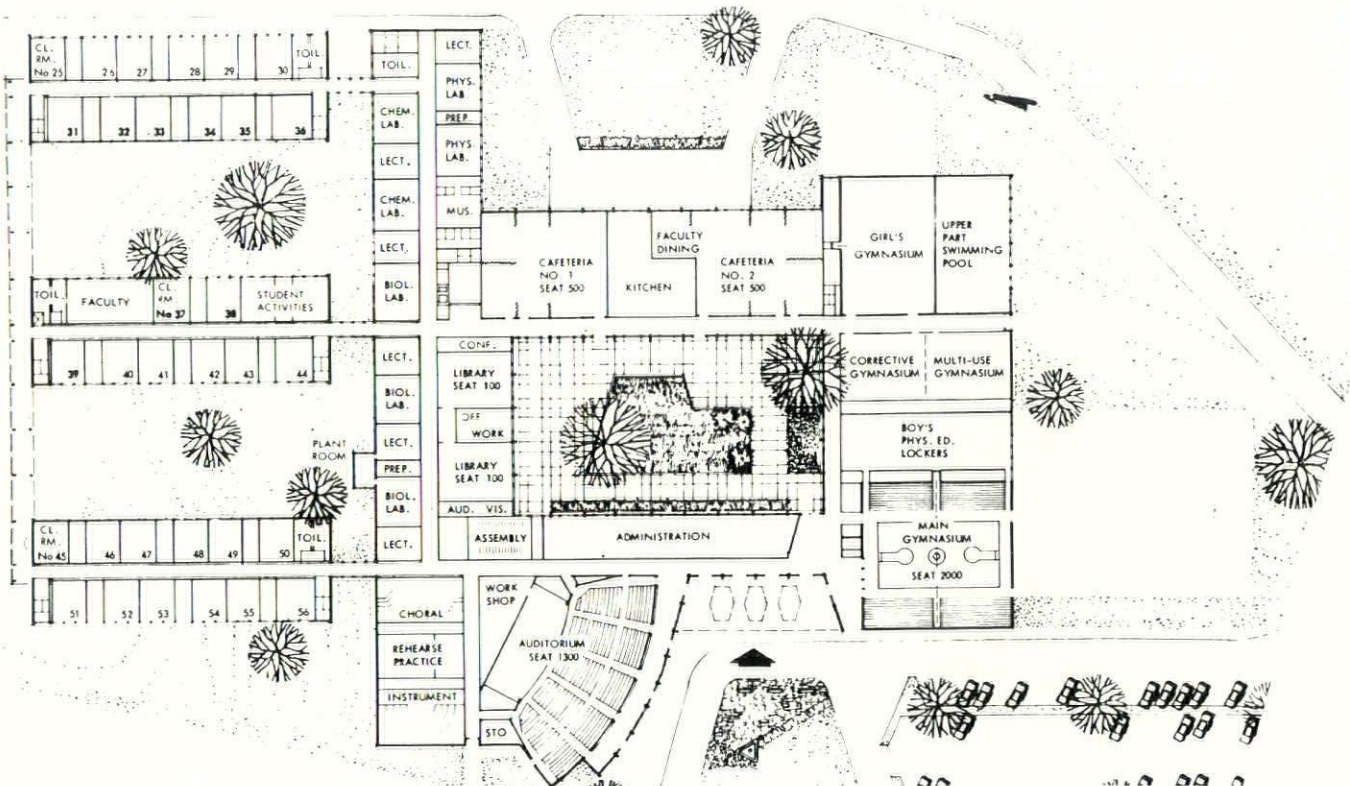 CL.
RM.
No 25
26
27
28
29
30
TOIL.
31
32
33
34
35
36
TOIL.
LECT.
PHYS.
LAB
PREP
PHYS.
LAB.
MUS.
CHEM.
LAB.
LECT.
CHEM.
LAB.
LECT.
BIOL.
LAB.
CAFETERIA
NO. 1
SEAT 500
KITCHEN
FACULTY
DINING
CAFETERIA
NO. 2
SEAT 500
GIRL'S
GYMNASIUM
UPPER
PART
SWIMMING
POOL
TOIL.
FACULTY
CL.
RM.
No 37
38
STUDENT
ACTIVITIES
39
40
41
42
43
44
LECT.
BIOL.
LAB.
LECT.
PREP.
BIOL.
LAB.
LECT.
PLANT
ROOM
CONF.
LIBRARY
SEAT 100
OFF
WORK
LIBRARY
SEAT 100
AUD. VIS.
ASSEMBLY
ADMINISTRATION
CORRECTIVE
GYMNASIUM
MULTI-USE
GYMNASIUM
BOY'S
PHYS. ED.
LOCKERS
MAIN
GYMNASIUM
SEAT 2000
CL.
RM.
No 45
46
47
48
49
50
TOIL.
51
52
53
54
55
56
CHORAL
REHEARSE
PRACTICE
INSTRUMENT
WORK
SHOP
AUDITORIUM
SEAT 1300
STO